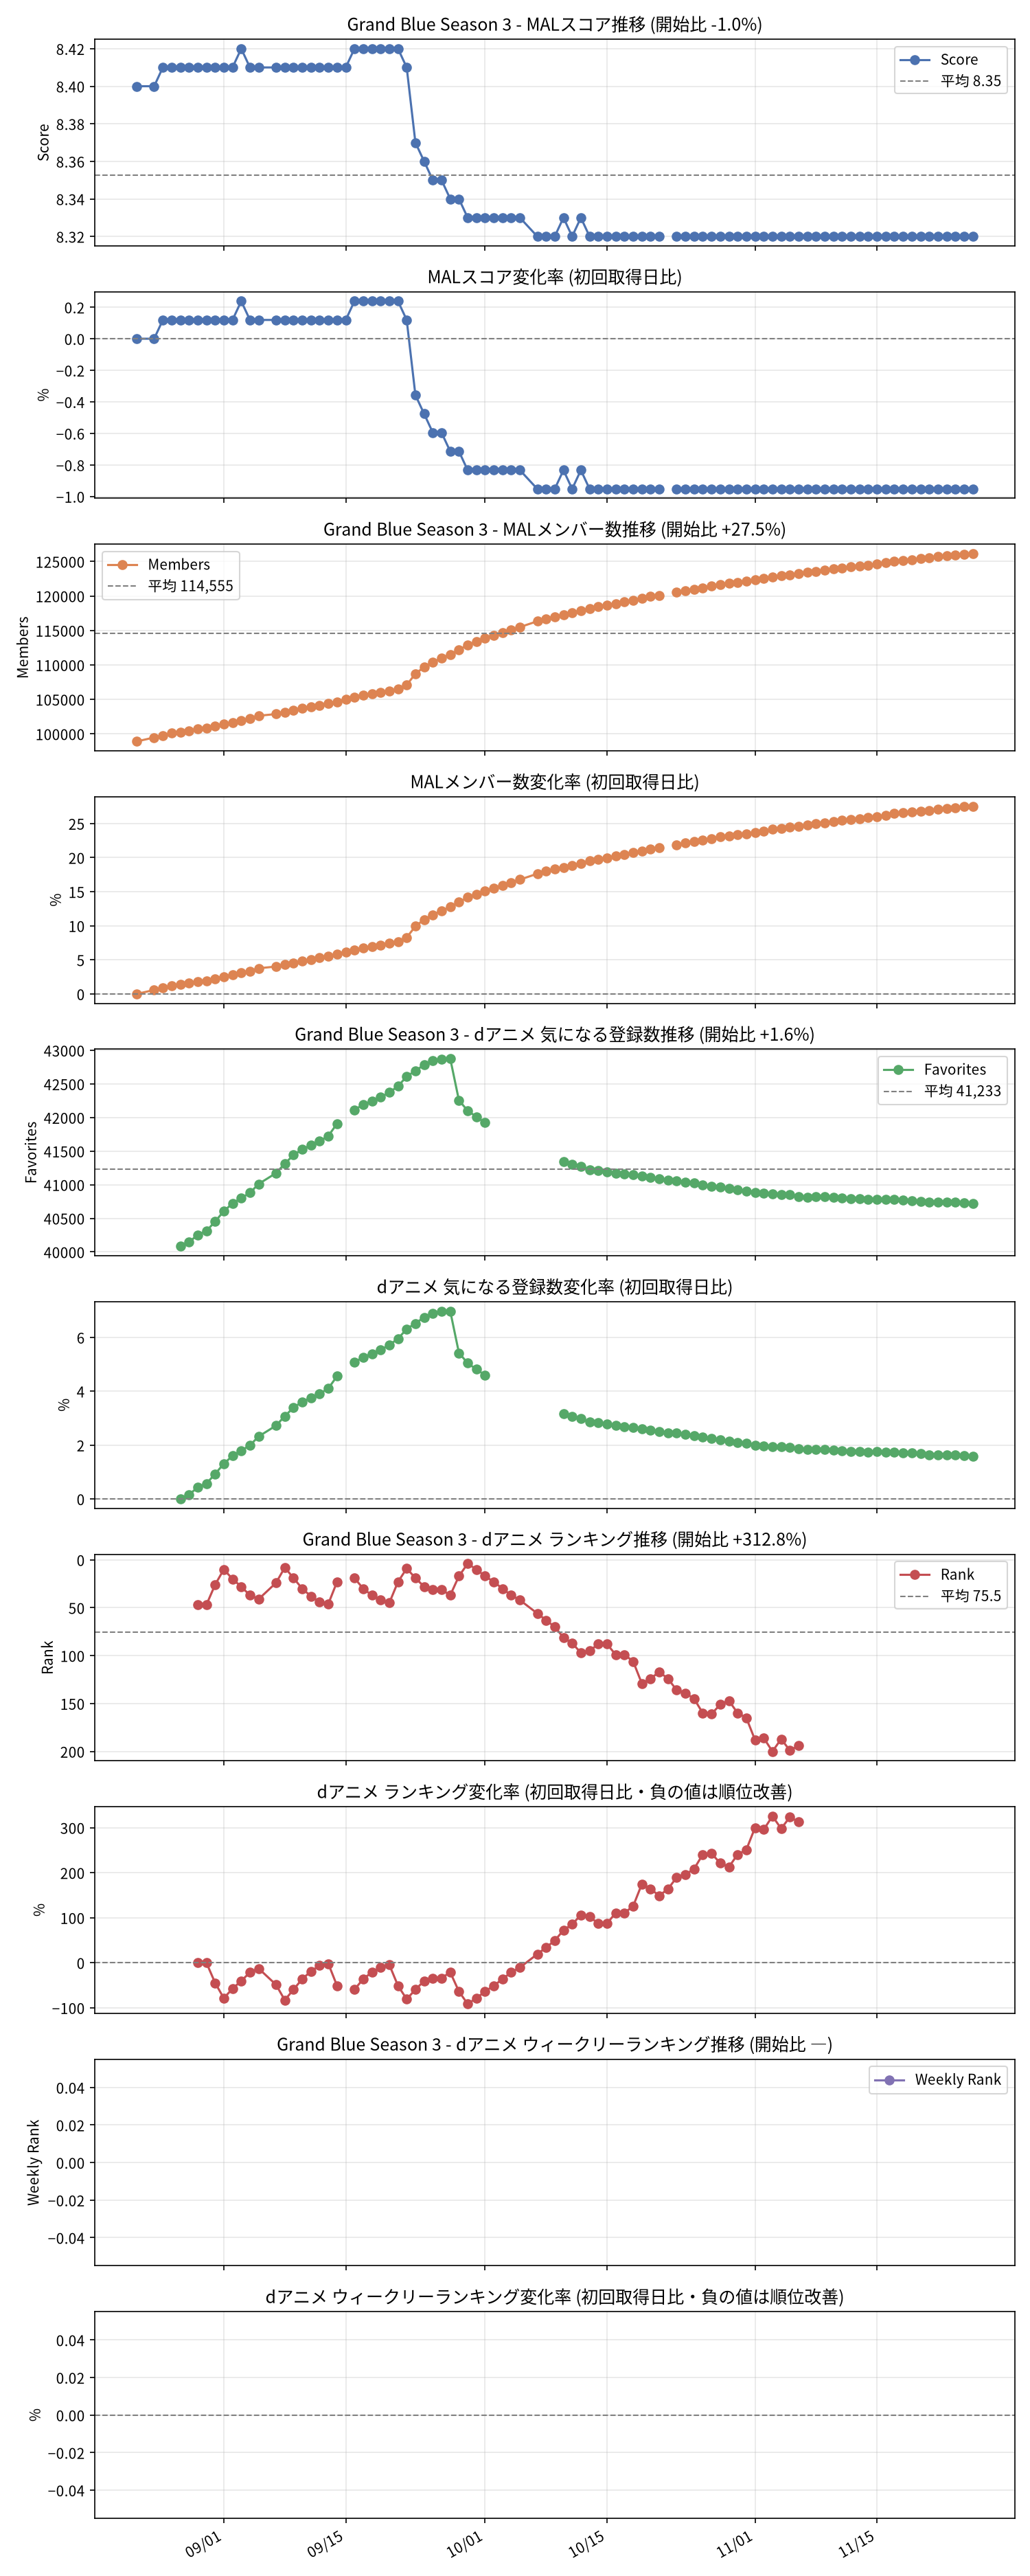 Grand Blue Season 3 - MALスコア推移 (開始比 -1.0%)
8.42
8.40
8.38
8.36
8.34
8.32
Score
Score
平均 8.35
MALスコア変化率 (初回取得日比)
0.2
0.0
−0.2
−0.4
−0.6
−0.8
−1.0
%
Grand Blue Season 3 - MALメンバー数推移 (開始比 +27.5%)
125000
120000
115000
110000
105000
100000
Members
Members
平均 114,555
MALメンバー数変化率 (初回取得日比)
25
20
15
10
5
0
%
Grand Blue Season 3 - dアニメ 気になる登録数推移 (開始比 +1.6%)
43000
42500
42000
41500
41000
40500
40000
Favorites
Favorites
平均 41,233
dアニメ 気になる登録数変化率 (初回取得日比)
6
4
2
0
%
Grand Blue Season 3 - dアニメ ランキング推移 (開始比 +312.8%)
0
50
100
150
200
Rank
Rank
平均 75.5
dアニメ ランキング変化率 (初回取得日比・負の値は順位改善)
300
200
100
0
−100
%
Grand Blue Season 3 - dアニメ ウィークリーランキング推移 (開始比 —)
0.04
0.02
0.00
−0.02
−0.04
Weekly Rank
Weekly Rank
dアニメ ウィークリーランキング変化率 (初回取得日比・負の値は順位改善)
0.04
0.02
0.00
−0.02
−0.04
%
09/01
09/15
10/01
10/15
11/01
11/15